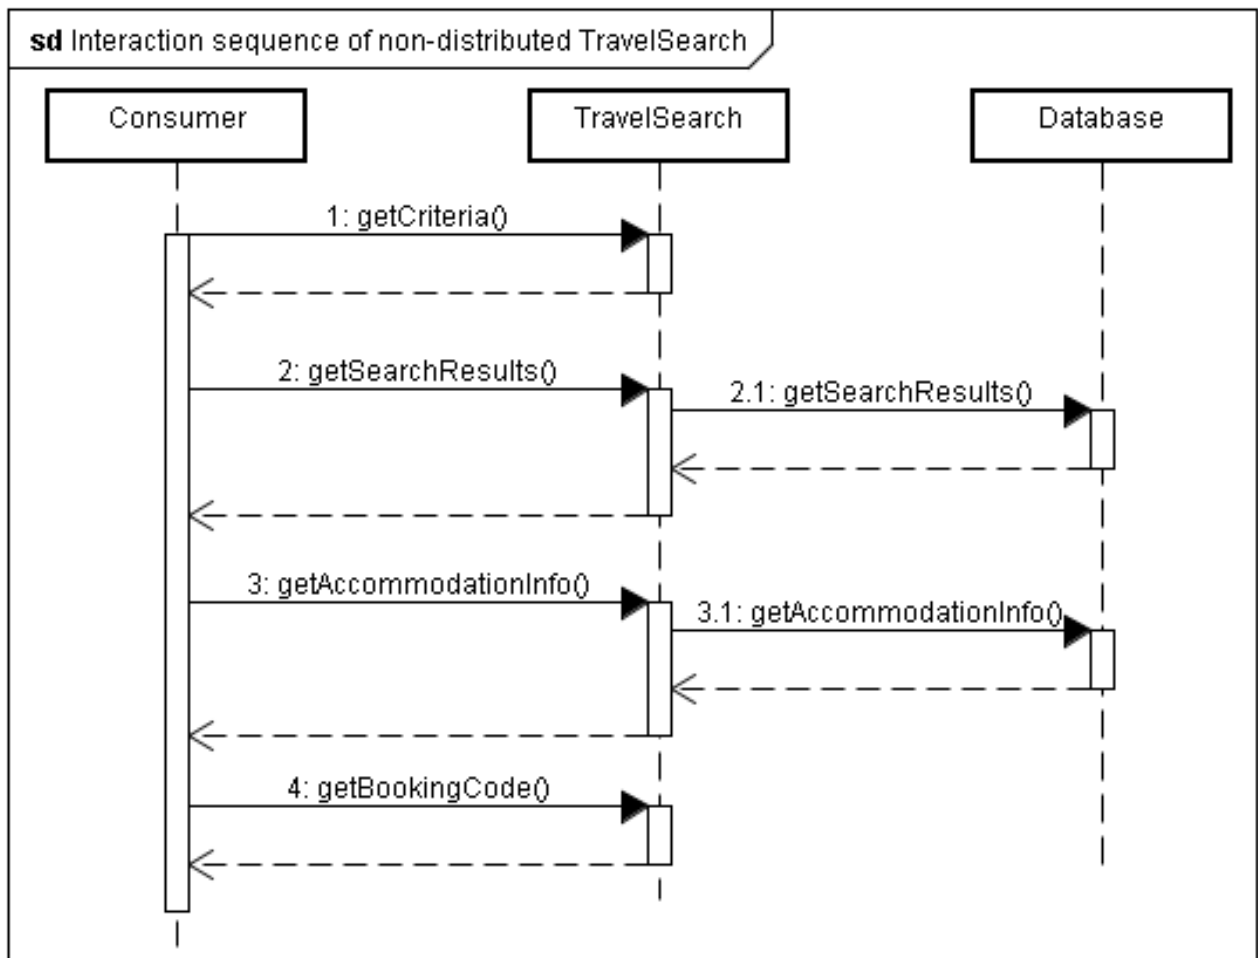 sd Interaction sequence of non-distributed TravelSearch
Consumer
TravelSearch
Database
1: getCriteria()
2: getSearchResults()
2.1: getSearchResults()
3: getAccommodationInfo()
3.1: getAccommodationInfo()
4: getBookingCode()